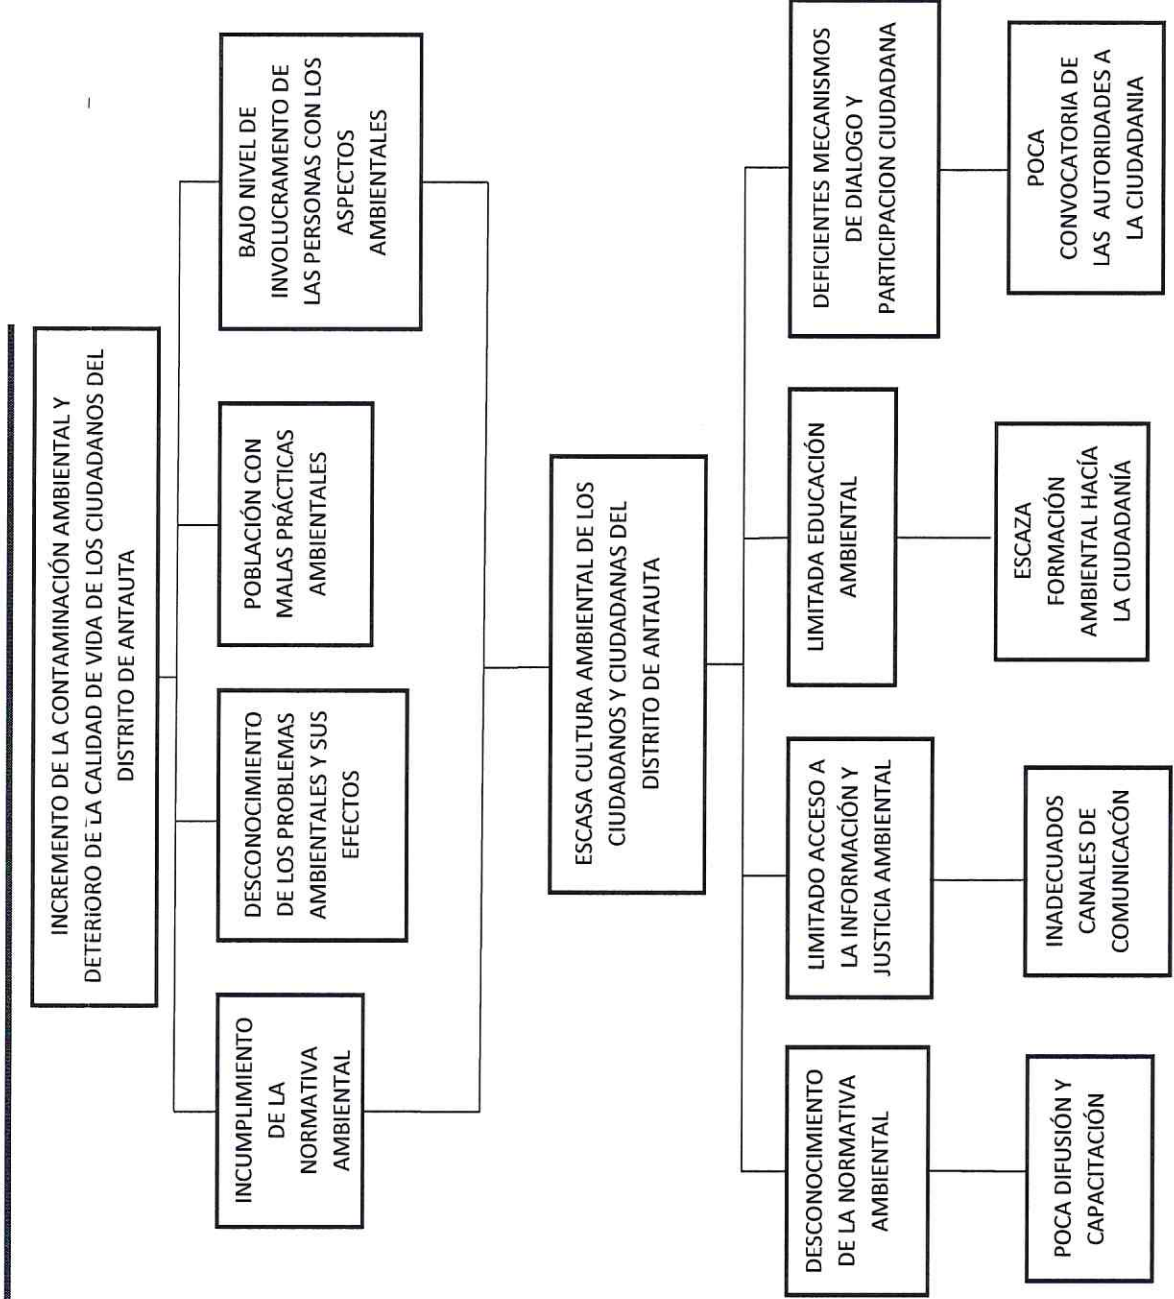 INCREMENTO DE LA CONTAMINACIÓN AMBIENTAL Y
DETERIORO DE LA CALIDAD DE VIDA DE LOS CIUDADANOS DEL
DISTRITO DE ANTAUTA
INCUMPLIMIENTO
DE LA
NORMATIVA
AMBIENTAL
DESCONOCIMIENTO
DE LOS PROBLEMAS
AMBIENTALES Y SUS
EFECTOS
POBLACIÓN CON
MALAS PRÁCTICAS
AMBIENTALES
BAJO NIVEL DE
INVOLUCRAMENTO DE
LAS PERSONAS CON LOS
ASPECTOS
AMBIENTALES
ESCASA CULTURA AMBIENTAL DE LOS
CIUDADANOS Y CIUDADANAS DEL
DISTRITO DE ANTAUTA
DESCONOCIMIENTO
DE LA NORMATIVA
AMBIENTAL
LIMITADO ACCESO A
LA INFORMACIÓN Y
JUSTICIA AMBIENTAL
LIMITADA EDUCACIÓN
AMBIENTAL
DEFICIENTES MECANISMOS
DE DIALOGO Y
PARTICIPACION CIUDADANA
POCA DIFUSIÓN Y
CAPACITACIÓN
INADECUADOS
CANALES DE
COMUNICACÓN
ESCAZA
FORMACIÓN
AMBIENTAL HACÍA
LA CIUDADANÍA
POCA
CONVOCATORIA DE
LAS AUTORIDADES A
LA CIUDADANIA